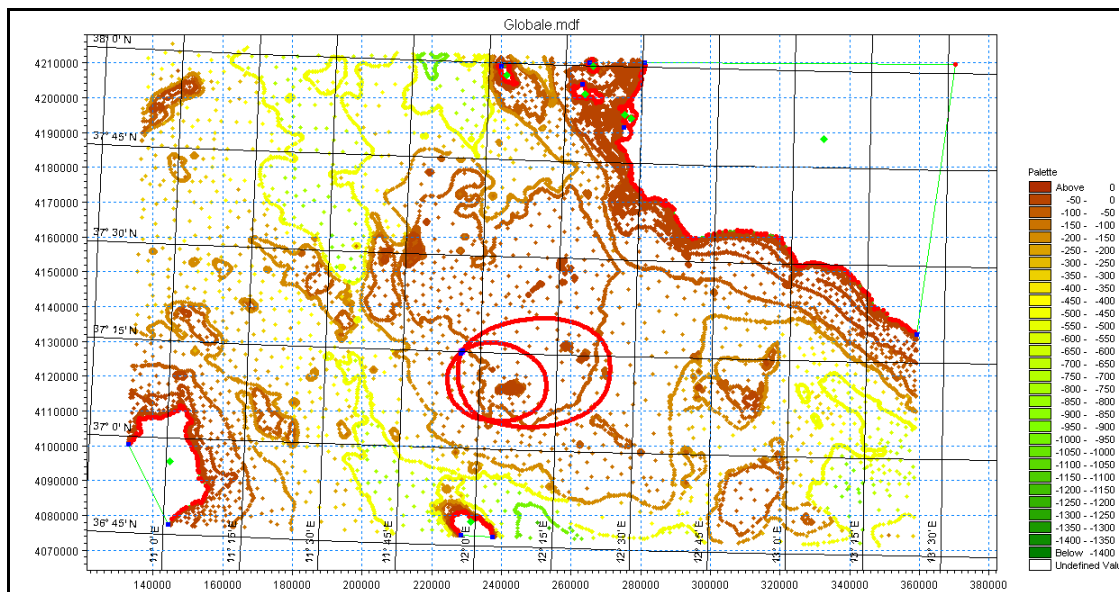 Globale.mdf
38° 0' N
37° 45' N
37° 30' N
37° 15' N
37° 0' N
36° 45' N
4210000
4200000
4190000
4180000
4170000
4160000
4150000
4140000
4130000
4120000
4110000
4100000
4090000
4080000
4070000
11° 0' E
11° 15' E
11° 30' E
11° 45' E
12° 0' E
12° 15' E
12° 30' E
12° 45' E
13° 0' E
13° 15' E
13° 30' E
140000 160000 180000 200000 220000 240000 260000 280000 300000 320000 340000 360000 380000
Palette
Above 0
-50 - 0
-100 - -50
-150 - -100
-200 - -150
-250 - -200
-300 - -250
-350 - -300
-400 - -350
-450 - -400
-500 - -450
-550 - -500
-600 - -550
-650 - -600
-700 - -650
-750 - -700
-800 - -750
-850 - -800
-900 - -850
-950 - -900
-1000 - -950
-1050 - -1000
-1100 - -1050
-1150 - -1100
-1200 - -1150
-1250 - -1200
-1300 - -1250
-1350 - -1300
-1400 - -1350
Below -1400
Undefined Valu